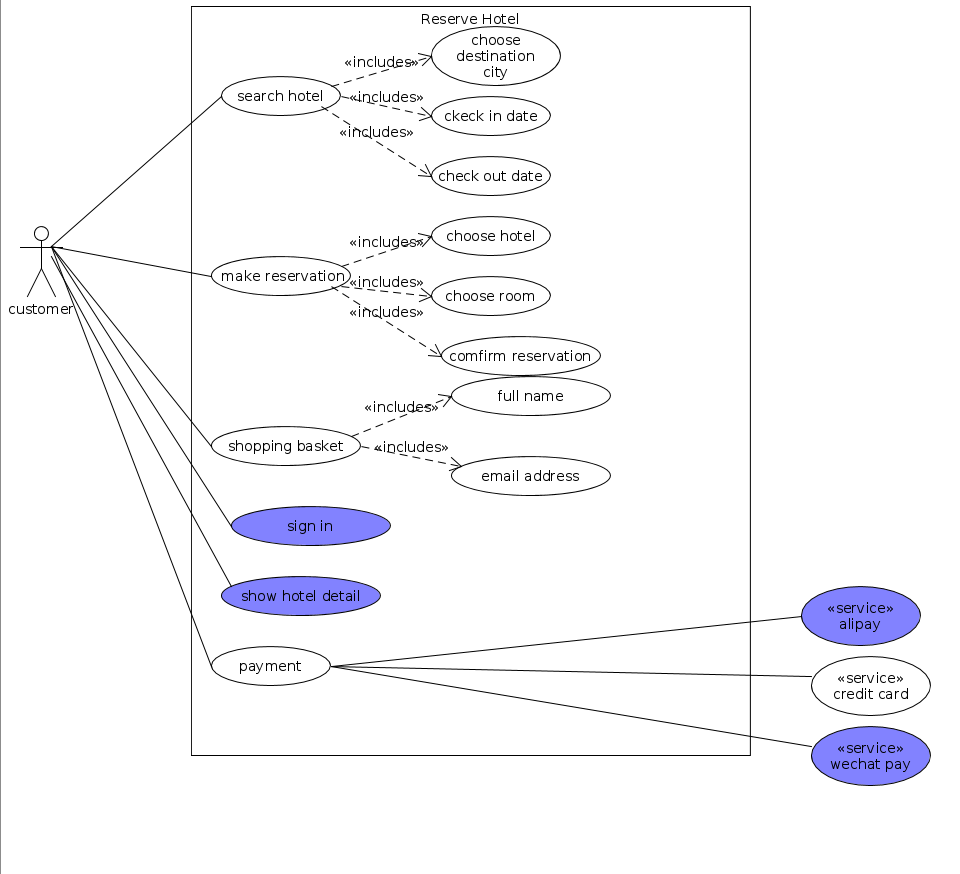 Reserve Hotel
choose
destination
city
«includes»
search hotel
«includes»
ckeck in date
«includes»
check out date
«includes»
choose hotel
make reservation
«includes»
choose room
«includes»
comfirm reservation
customer
«includes»
full name
shopping basket
«includes»
email address
sign in
show hotel detail
«service»
alipay
payment
«service»
credit card
«service»
wechat pay